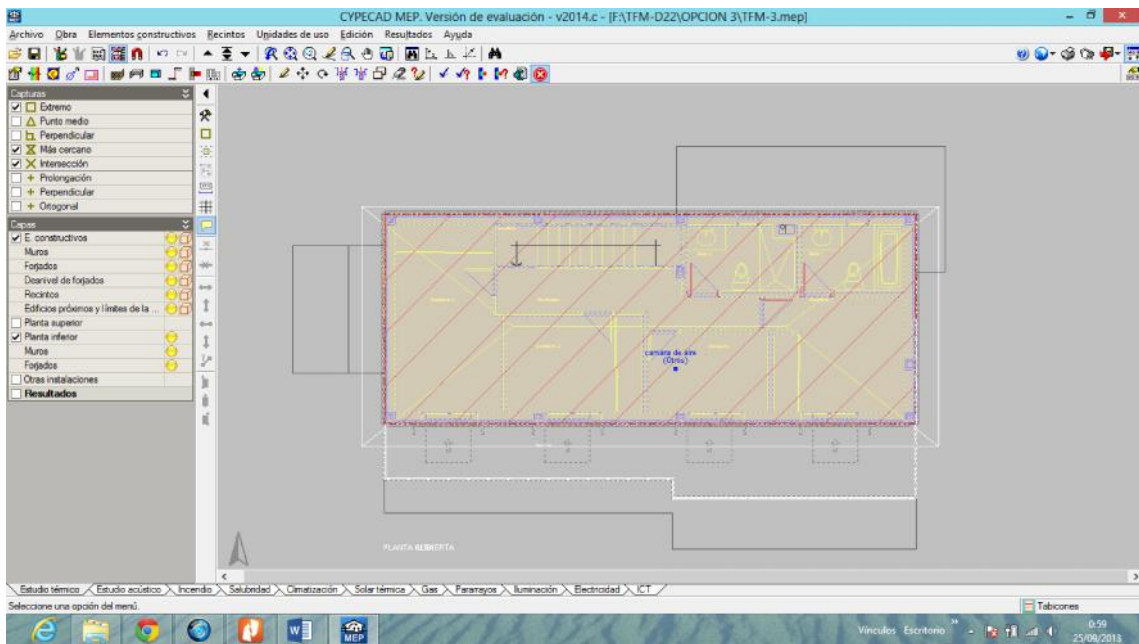 CYPECAD MEP. Versión de evaluación - v2014.c - [F:\TFM-D22\OPCION 3\TFM-3.mep]
Archivo Obra Elementos constructivos Recintos Unidades de uso Edición Resultados Ayuda
Capturas
Extremo
Punto medio
Perpendicular
Más cercano
Intersección
Prolongación
Perpendicular
Ortogonal
Capas
E. constructivos
Muros
Forjados
Desnivel de forjados
Recintos
Edificios próximos y límites de la ...
Planta superior
Planta inferior
Muros
Forjados
Otras instalaciones
Resultados
cámara de aire
(Otros)
PLANTA
Estudio térmico Estudio acústico Incendio Salubridad Climatización Solar térmica Gas Pararrayos Iluminación Electricidad ICT
Seleccione una opción del menú.
Tabicones
MEP
Vínculos Escritorio
0:59
25/09/2013